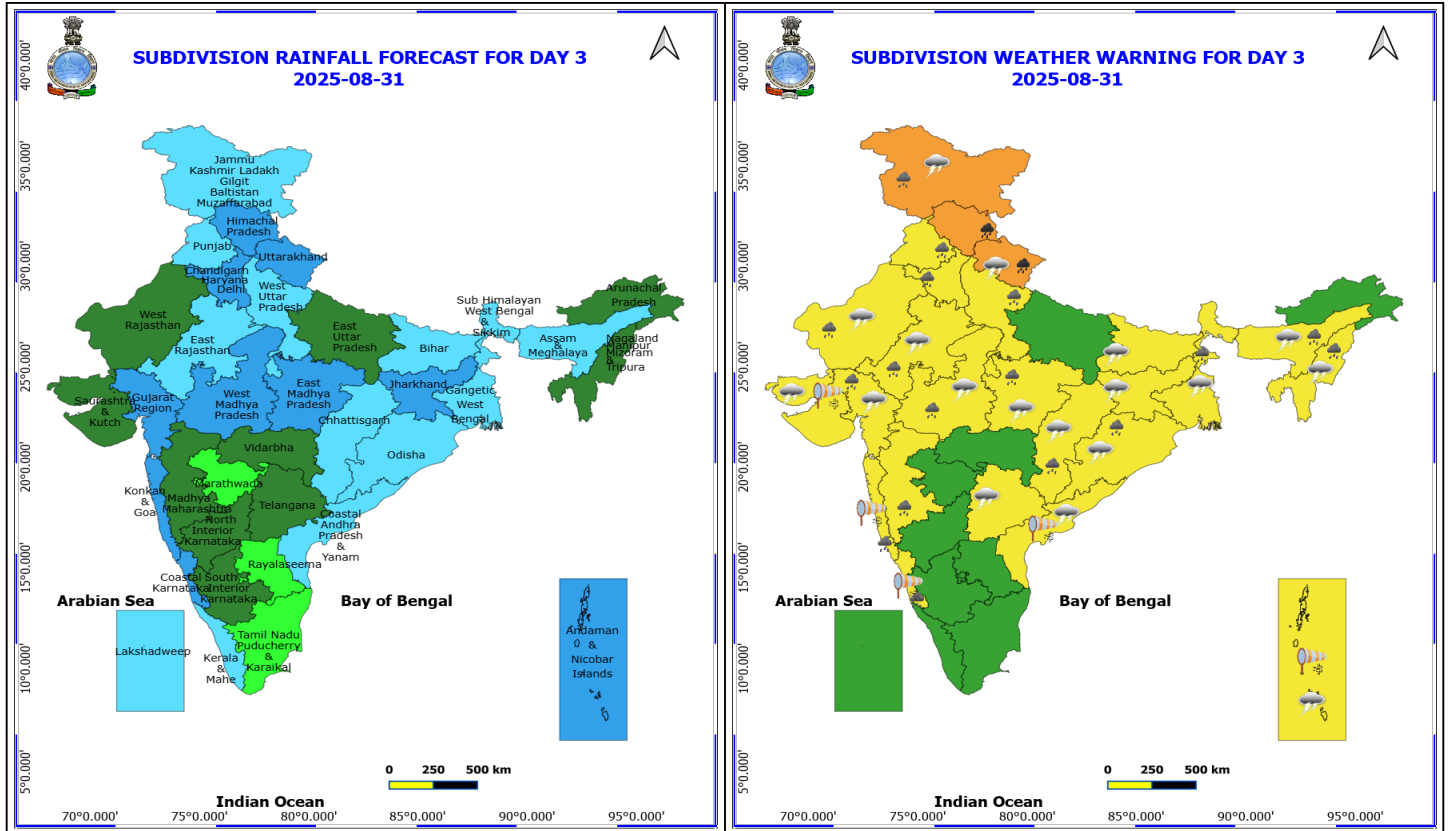 SUBDIVISION RAINFALL FORECAST FOR DAY 3
2025-08-31
40°0.000'
35°0.000'
30°0.000'
25°0.000'
20°0.000'
15°0.000'
10°0.000'
5°0.000'
Jammu
Kashmir Ladakh
Gilgit
Baltistan
Muzaffarabad
Himachal
Pradesh
Punjab
Uttarakhand
Chandigarh
Haryana
Delhi
West
Uttar
Pradesh
West
Rajasthan
East
Rajasthan
East
Uttar
Pradesh
Sub Himalayan
West Bengal
&
Sikkim
Arunachal
Pradesh
Assam
&
Meghalaya
Nagaland
Manipur
Mizoram
&
Tripura
Bihar
Saurashtra
&
Kutch
Gujarat
Region
West
Madhya
Pradesh
East
Madhya
Pradesh
Jharkhand
Gangetic
West
Bengal
Chhattisgarh
Odisha
Vidarbha
Marathwada
Konkan
&
Goa
Madhya
Maharashtra
North
Interior
Karnataka
Telangana
Coastal
Andhra
Pradesh
&
Yanam
Rayalaseema
Coastal
Karnataka
South
Interior
Karnataka
Tamil Nadu
Puducherry
&
Karaikal
Kerala
&
Mahe
Lakshadweep
Arabian Sea
Bay of Bengal
Andaman
&
Nicobar
Islands
0 250 500 km
Indian Ocean
70°0.000' 75°0.000' 80°0.000' 85°0.000' 90°0.000' 95°0.000'
SUBDIVISION WEATHER WARNING FOR DAY 3
2025-08-31
40°0.000'
35°0.000'
30°0.000'
25°0.000'
20°0.000'
15°0.000'
10°0.000'
5°0.000'
Arabian Sea
Bay of Bengal
0 250 500 km
Indian Ocean
70°0.000' 75°0.000' 80°0.000' 85°0.000' 90°0.000' 95°0.000'